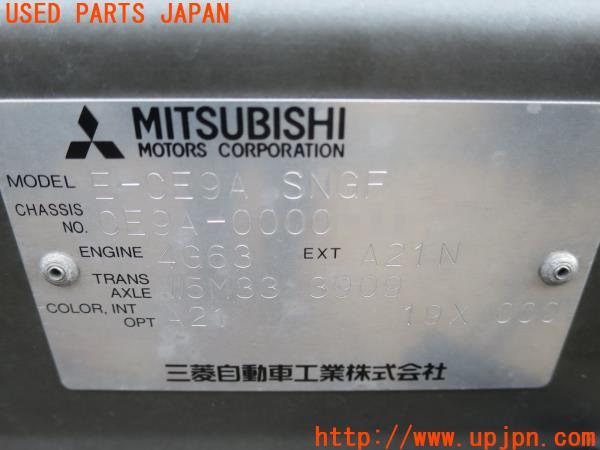 USED PARTS JAPAN
MITSUBISHI
MOTORS CORPORATION
MODEL E-CE9A SNGF
CHASSIS NO. CE9A-0000
ENGINE 4G63 EXT A21N
TRANS AXLE W5M33 3909
COLOR, INT OPT A21 19X 000
三菱自動車工業株式会社
(C)UPJ http://www.upjpn.com/